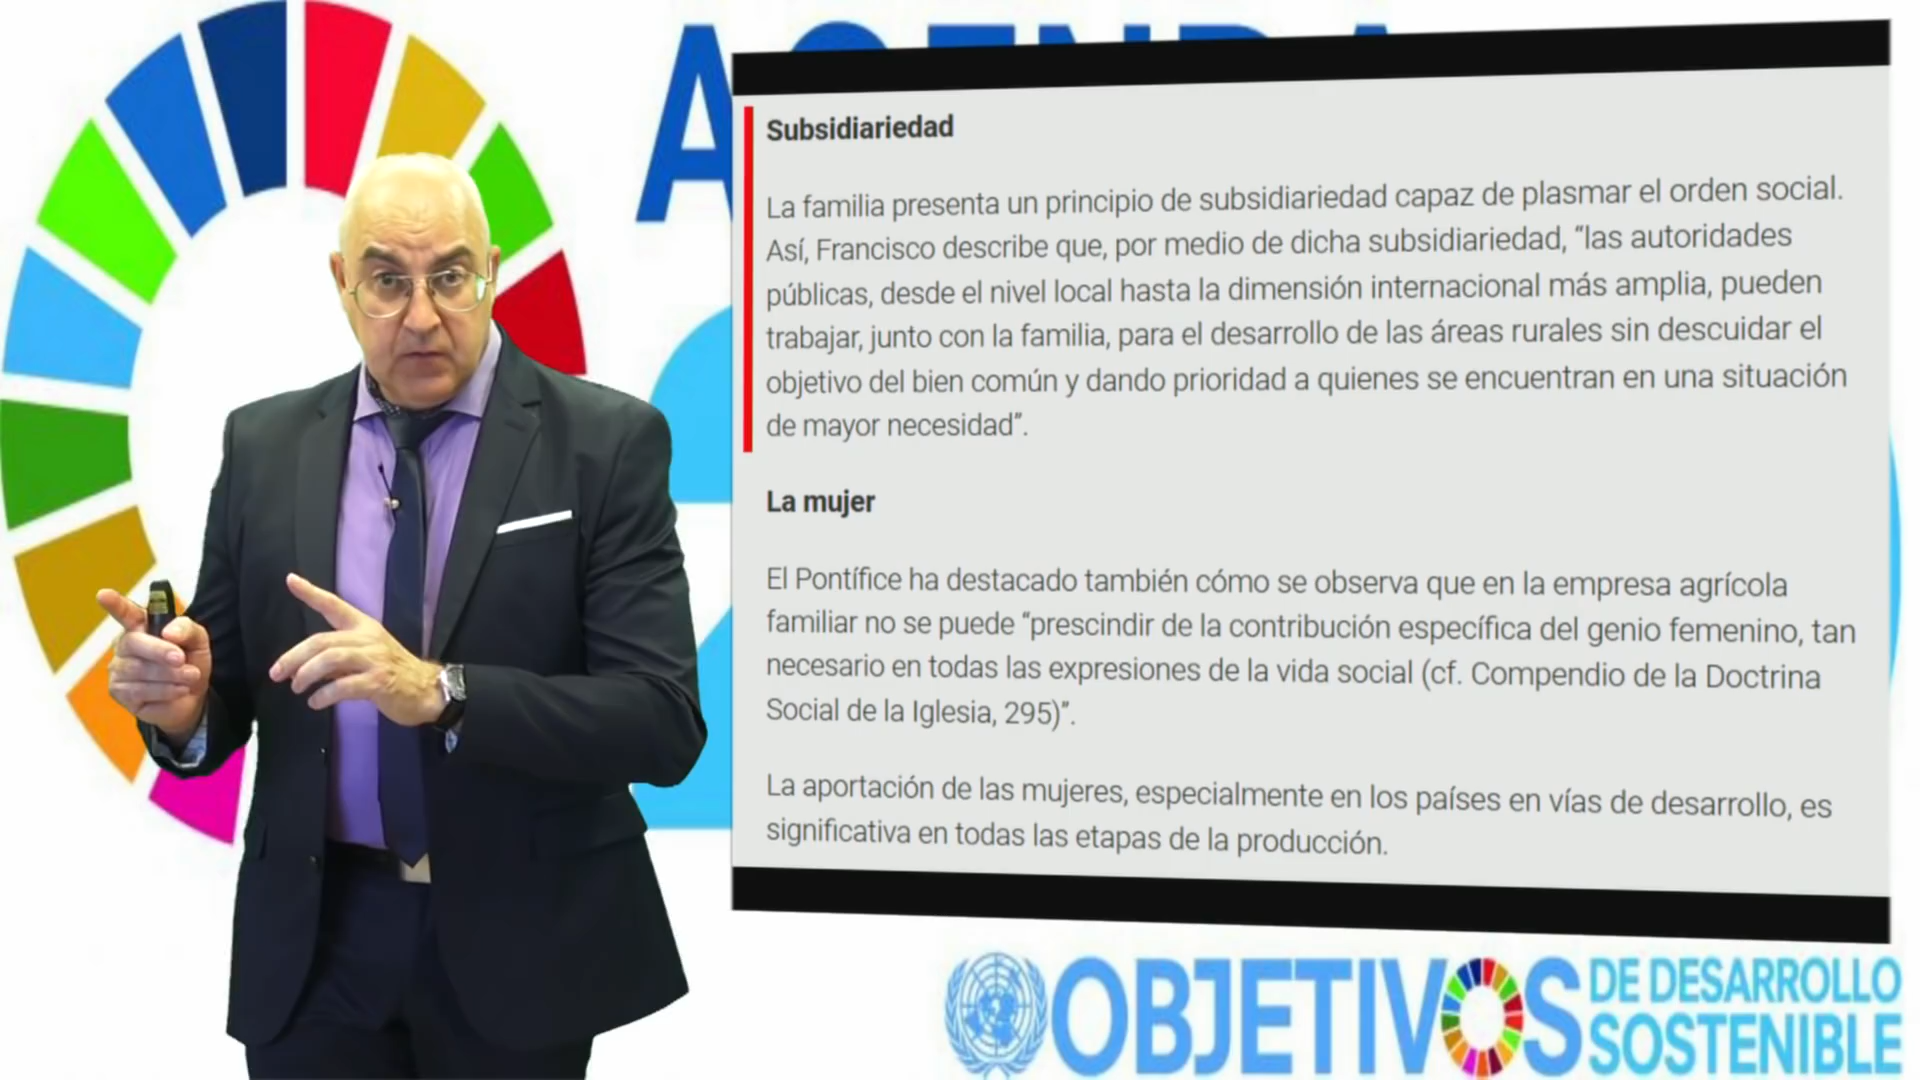 AGENDA
Subsidiariedad
La familia presenta un principio de subsidiariedad capaz de plasmar el orden social.
Así, Francisco describe que, por medio de dicha subsidiariedad, “las autoridades
públicas, desde el nivel local hasta la dimensión internacional más amplia, pueden
trabajar, junto con la familia, para el desarrollo de las áreas rurales sin descuidar el
objetivo del bien común y dando prioridad a quienes se encuentran en una situación
de mayor necesidad”.
La mujer
El Pontífice ha destacado también cómo se observa que en la empresa agrícola
familiar no se puede “prescindir de la contribución específica del genio femenino, tan
necesario en todas las expresiones de la vida social (cf. Compendio de la Doctrina
Social de la Iglesia, 295)”.
La aportación de las mujeres, especialmente en los países en vías de desarrollo, es
significativa en todas las etapas de la producción.
OBJETIVOS
DE DESARROLLO
SOSTENIBLE